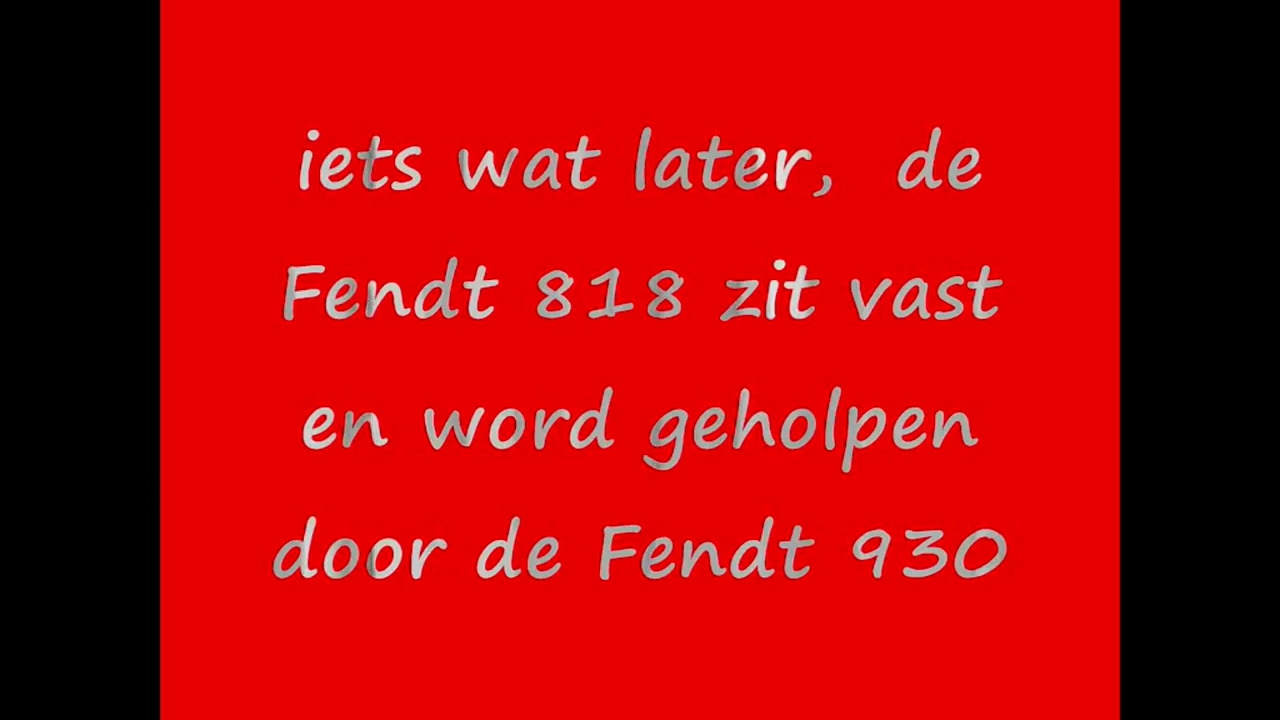 iets wat later, de
Fendt 818 zit vast
en word geholpen
door de Fendt 930